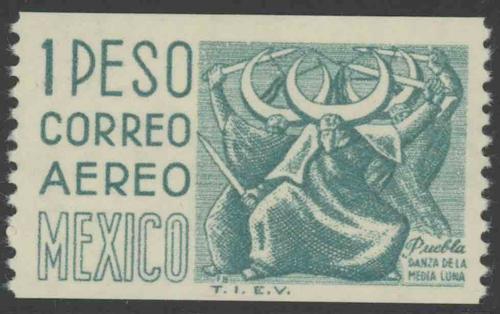 1 PESO
CORREO
AEREO
MEXICO
Puebla
DANZA DE LA
MEDIA LUNA
T. I. E. V.